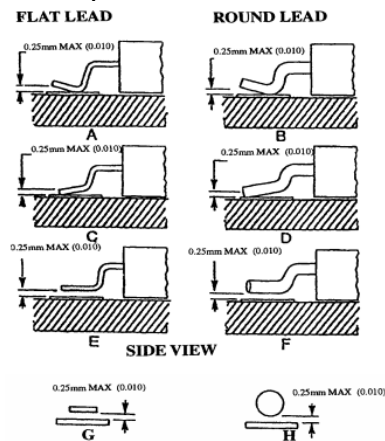 FLAT LEAD ROUND LEAD
0.25mm MAX (0.010) 0.25mm MAX (0.010)
A B
0.25mm MAX (0.010) 0.25mm MAX (0.010)
C D
0.25mm MAX (0.010) 0.25mm MAX (0.010)
E F
SIDE VIEW
0.25mm MAX (0.010) 0.25mm MAX (0.010)
G H